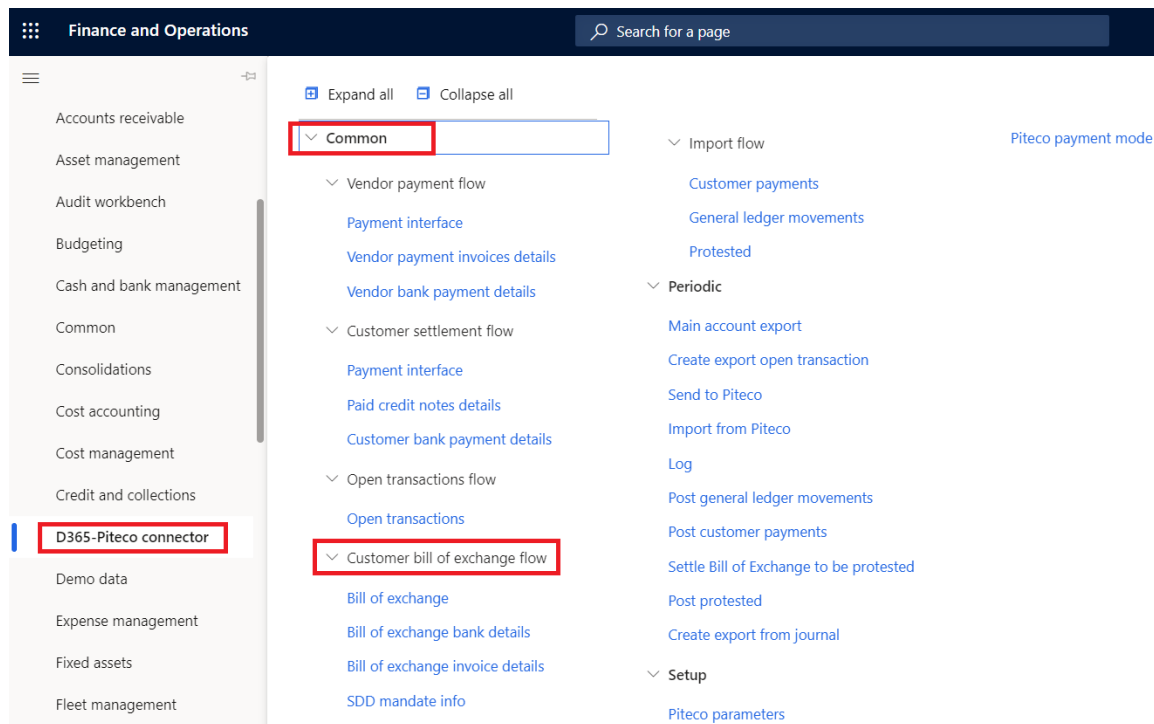 Finance and Operations
Search for a page
Accounts receivable
Asset management
Audit workbench
Budgeting
Cash and bank management
Common
Consolidations
Cost accounting
Cost management
Credit and collections
D365-Piteco connector
Demo data
Expense management
Fixed assets
Fleet management
Expand all
Collapse all
Common
Vendor payment flow
Payment interface
Vendor payment invoices details
Vendor bank payment details
Customer settlement flow
Payment interface
Paid credit notes details
Customer bank payment details
Open transactions flow
Open transactions
Customer bill of exchange flow
Bill of exchange
Bill of exchange bank details
Bill of exchange invoice details
SDD mandate info
Import flow
Customer payments
General ledger movements
Protested
Periodic
Main account export
Create export open transaction
Send to Piteco
Import from Piteco
Log
Post general ledger movements
Post customer payments
Settle Bill of Exchange to be protested
Post protested
Create export from journal
Setup
Piteco parameters
Piteco payment mode